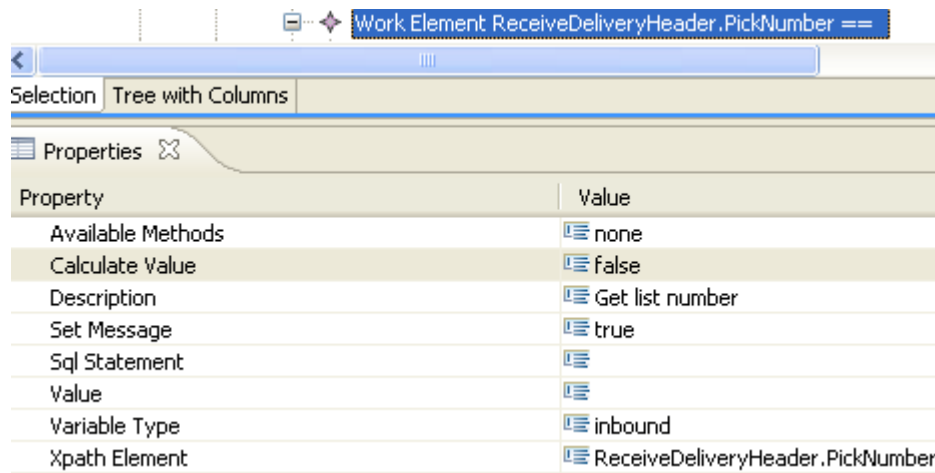 Work Element ReceiveDeliveryHeader.PickNumber ==
Selection Tree with Columns
Properties
Property Value
Available Methods none
Calculate Value false
Description Get list number
Set Message true
Sql Statement
Value
Variable Type inbound
Xpath Element ReceiveDeliveryHeader.PickNumber